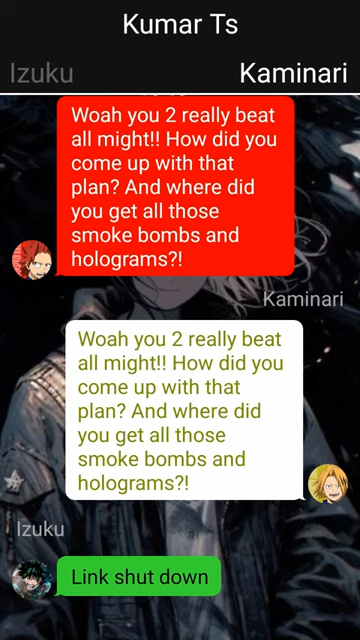 Kumar Ts
Izuku
Kaminari
Woah you 2 really beat
all might!! How did you
come up with that
plan? And where did
you get all those
smoke bombs and
holograms?!
Kaminari
Woah you 2 really beat
all might!! How did you
come up with that
plan? And where did
you get all those
smoke bombs and
holograms?!
Izuku
Link shut down